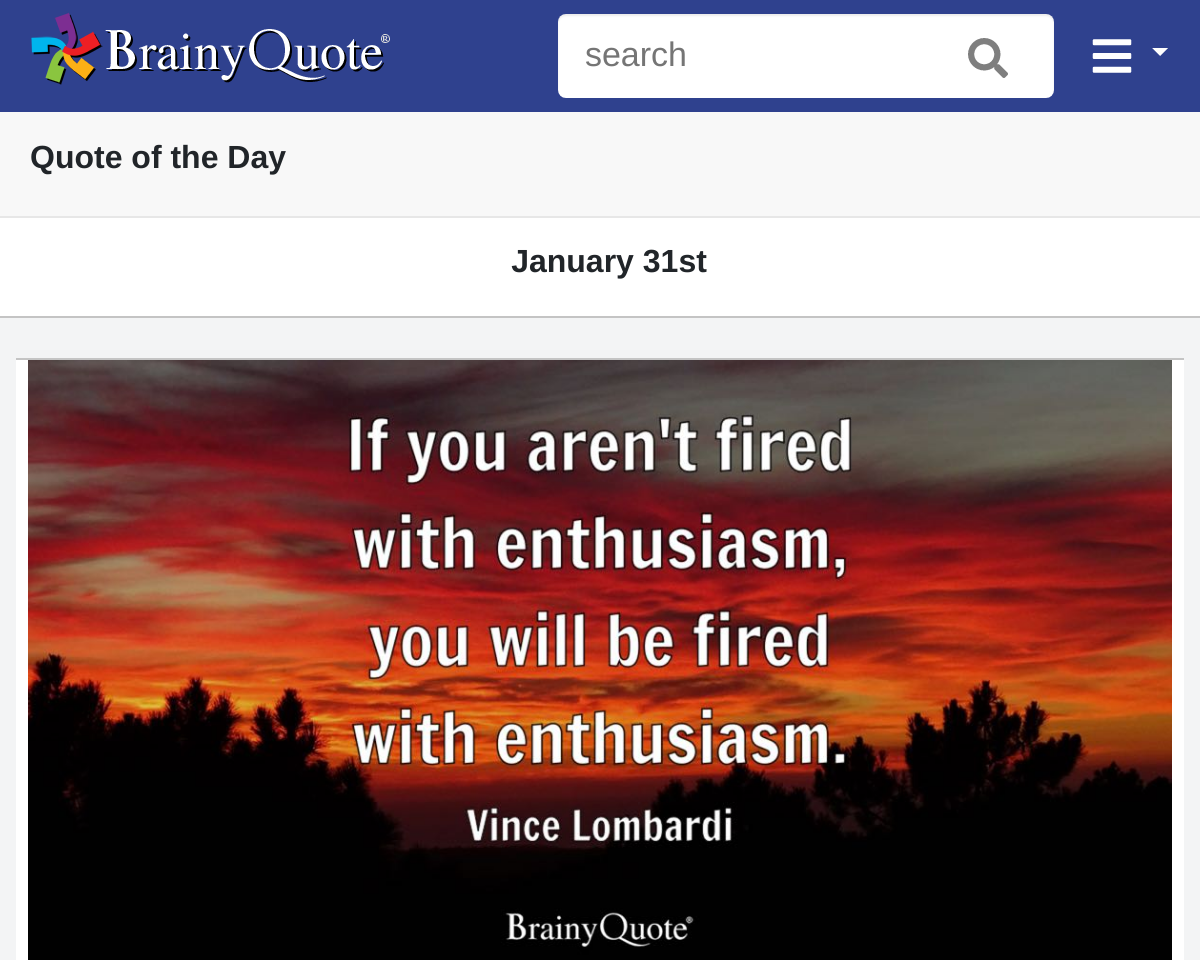 BrainyQuote®
search
Quote of the Day
January 31st
If you aren't fired
with enthusiasm,
you will be fired
with enthusiasm.
Vince Lombardi
BrainyQuote®